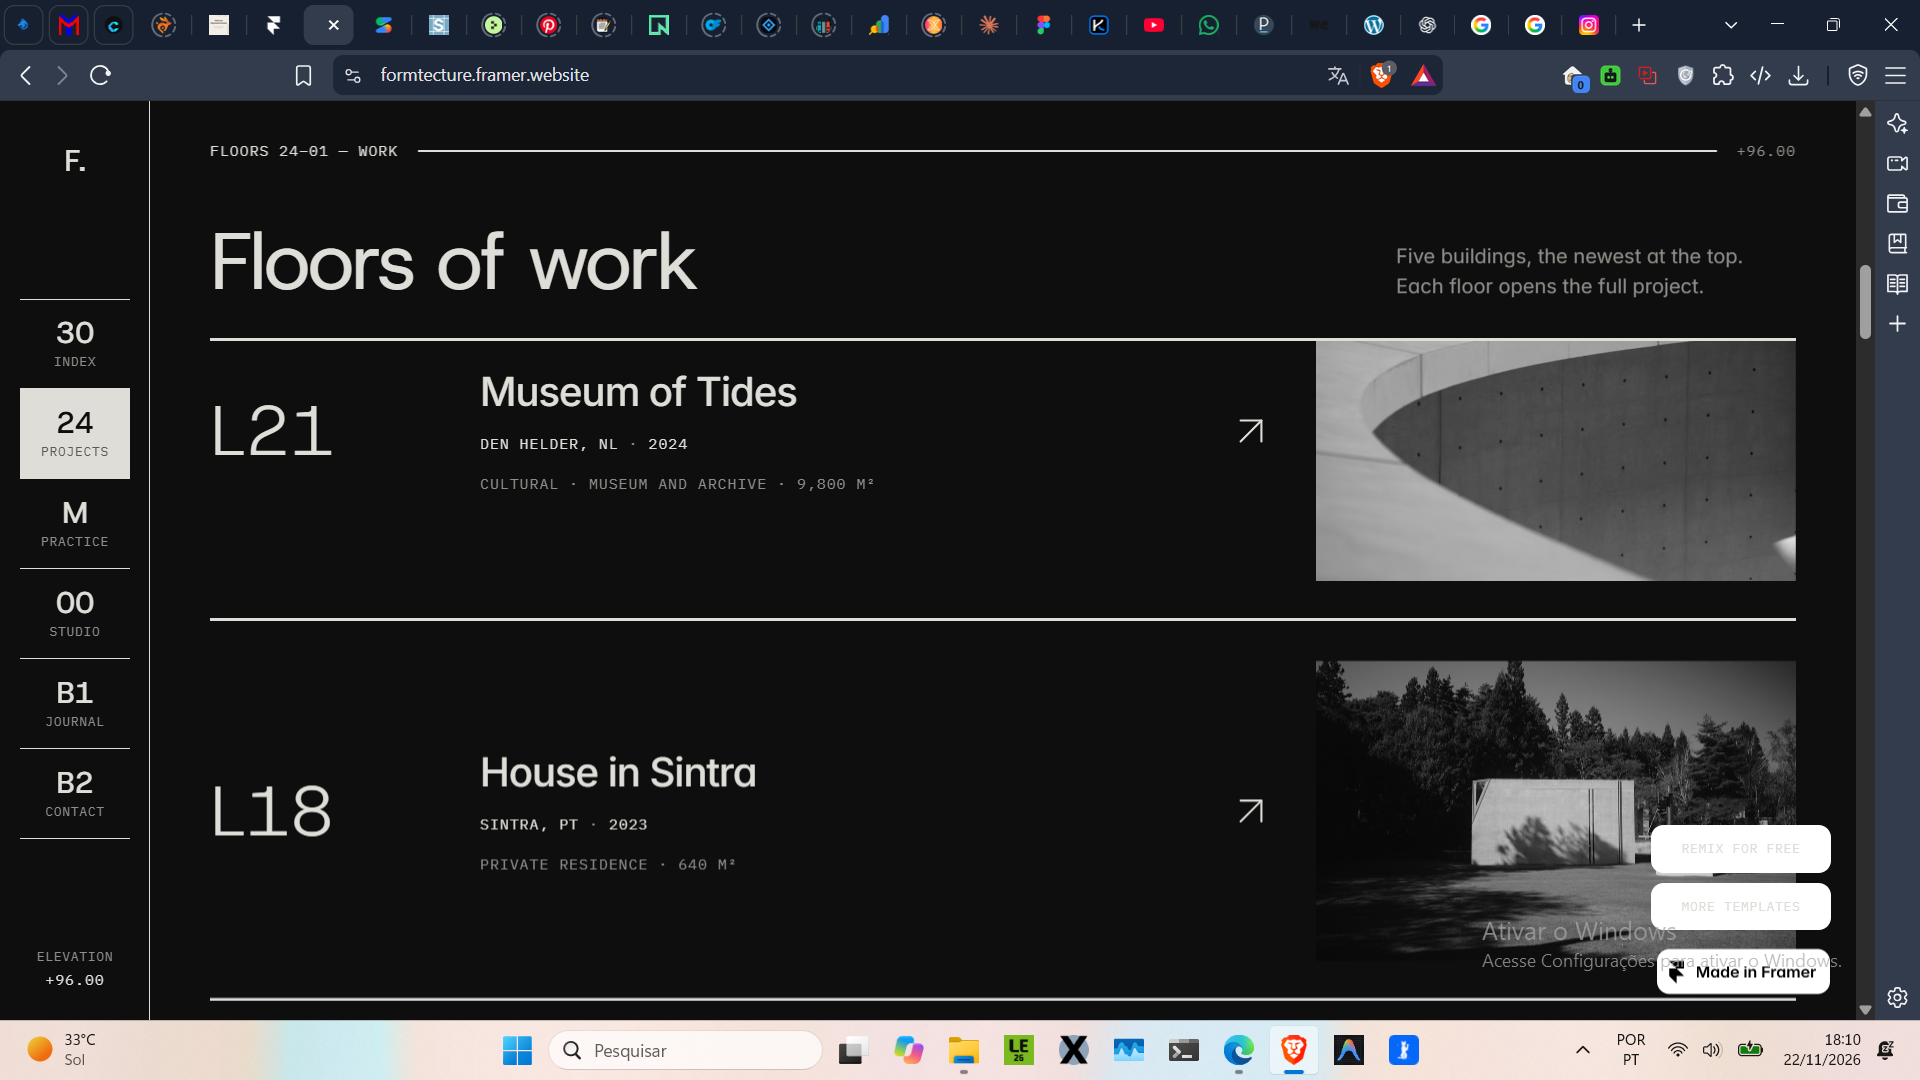 formtecture.framer.website
1
0
F.
30
INDEX
24
PROJECTS
M
PRACTICE
00
STUDIO
B1
JOURNAL
B2
CONTACT
ELEVATION
+96.00
FLOORS 24–01 — WORK
+96.00
Floors of work
Five buildings, the newest at the top.
Each floor opens the full project.
L21
Museum of Tides
DEN HELDER, NL · 2024
CULTURAL · MUSEUM AND ARCHIVE · 9,800 M²
L18
House in Sintra
SINTRA, PT · 2023
PRIVATE RESIDENCE · 640 M²
REMIX FOR FREE
MORE TEMPLATES
Ativar o Windows
Acesse Configurações para ativar o Windows.
Made in Framer
33°C
Sol
Pesquisar
LE
26
POR
PT
18:10
22/11/2026